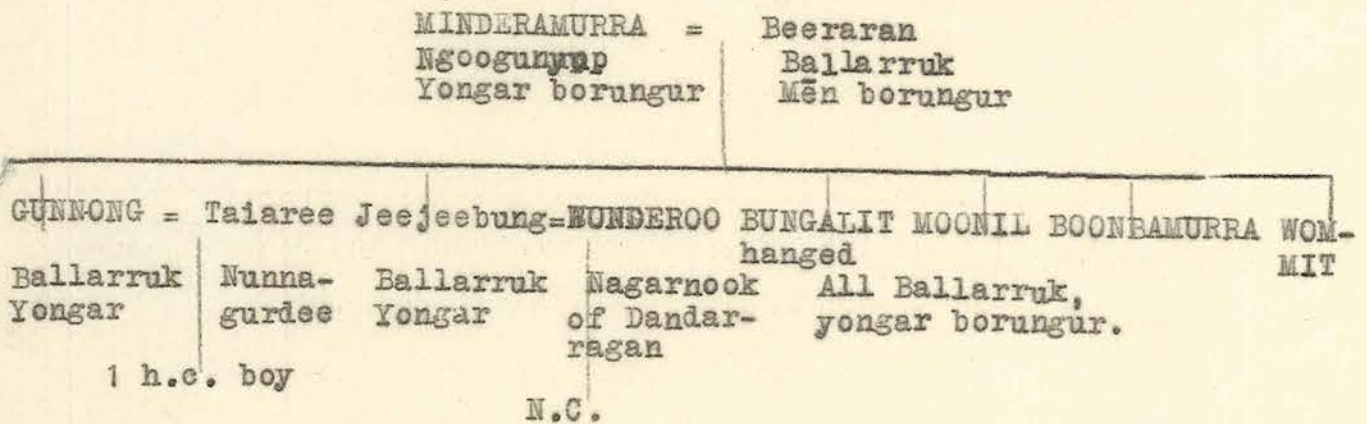 MINDERAMURRA = Beeraran
Ngoogunyup Ballarruk
Yongar borungur Mēn borungur
GUNNONG = Taiaree Jeejeebung=WUNDEROO BUNGALIT MOONIL BOONBAMURRA WOM-
hanged MIT
Ballarruk Nunna- Ballarruk Nagarnook All Ballarruk,
Yongar gurdee Yongar of Dandar- yongar borungur.
ragan
1 h.c. boy
N.C.